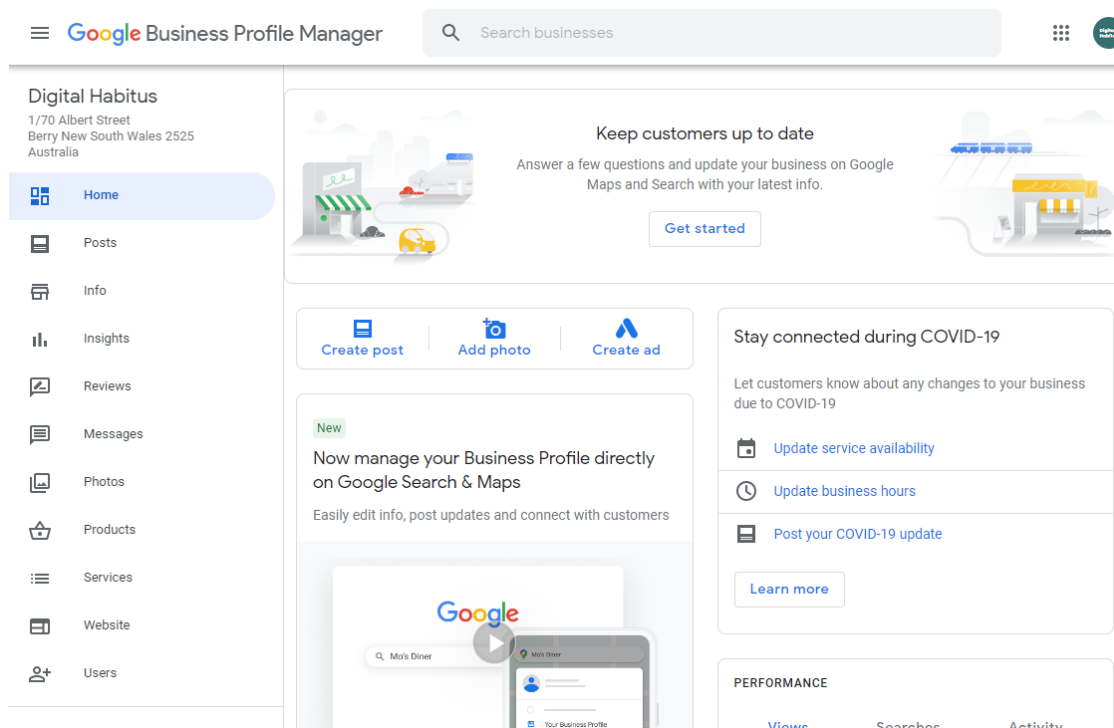 Google Business Profile Manager
Search businesses
Digital Habitus
1/70 Albert Street
Berry New South Wales 2525
Australia
Home
Posts
Info
Insights
Reviews
Messages
Photos
Products
Services
Website
Users
Keep customers up to date
Answer a few questions and update your business on Google
Maps and Search with your latest info.
Get started
Create post
Add photo
Create ad
New
Now manage your Business Profile directly
on Google Search & Maps
Easily edit info, post updates and connect with customers
Google
Mo's Diner
Mo's Diner
Your Business Profile
Stay connected during COVID-19
Let customers know about any changes to your business
due to COVID-19
Update service availability
Update business hours
Post your COVID-19 update
Learn more
PERFORMANCE
Views Searches Activity